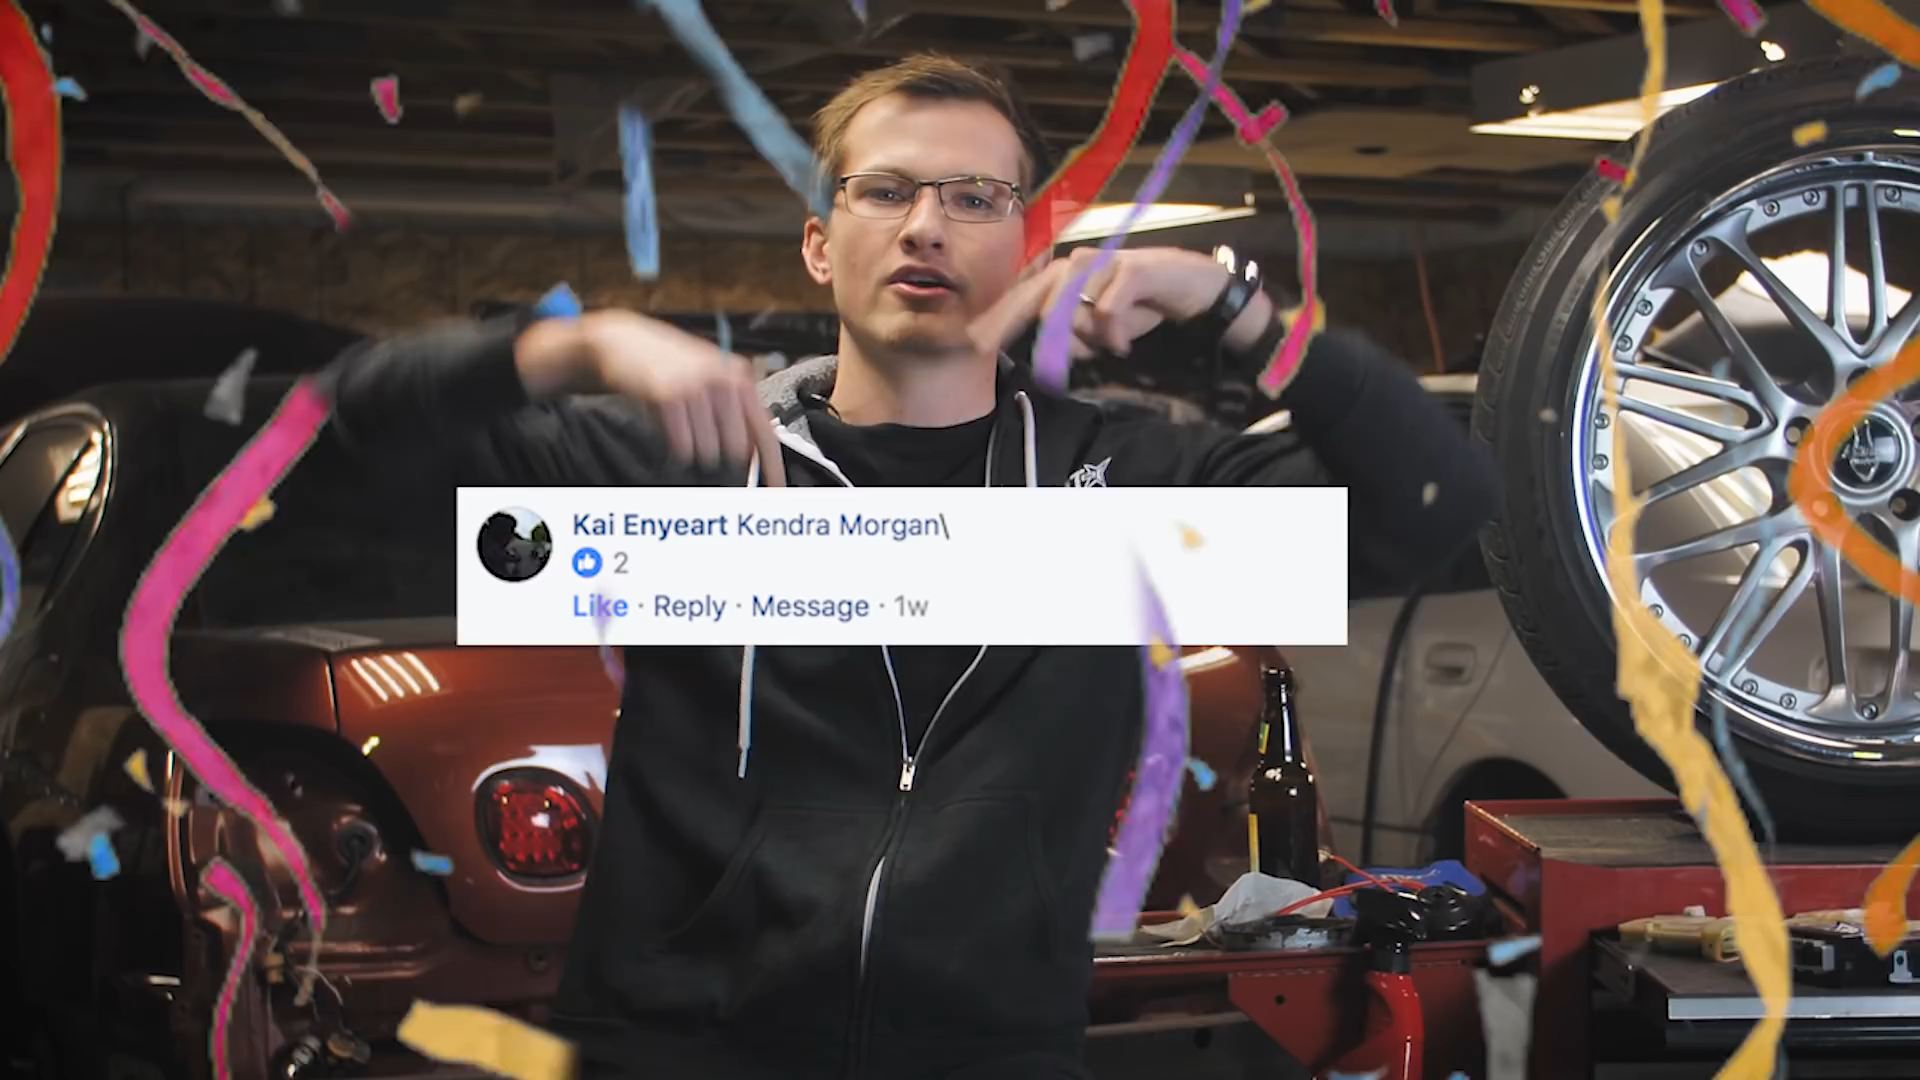 Kai Enyeart Kendra Morgan\
2
Like · Reply · Message · 1w